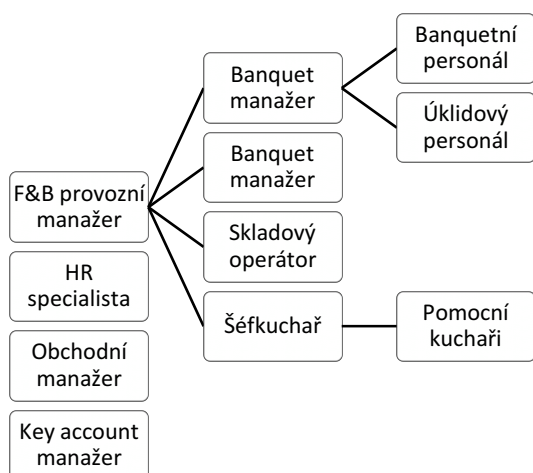 Banquetní
personál
Banquet
manažer
Úklidový
personál
Banquet
manažer
F&B provozní
manažer
Skladový
operátor
HR
specialista
Šéfkuchař
Pomocní
kuchaři
Obchodní
manažer
Key account
manažer